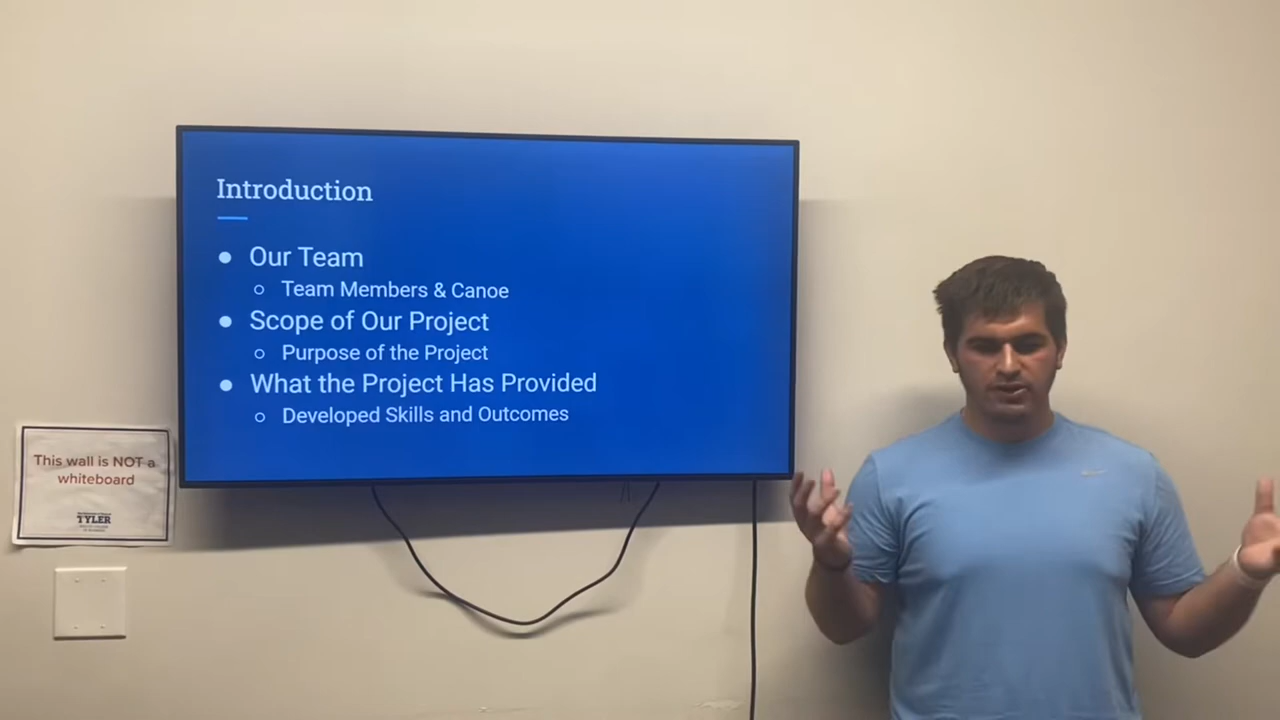 Introduction
Our Team
Team Members & Canoe
Scope of Our Project
Purpose of the Project
What the Project Has Provided
Developed Skills and Outcomes
This wall is NOT a
whiteboard
TYLER